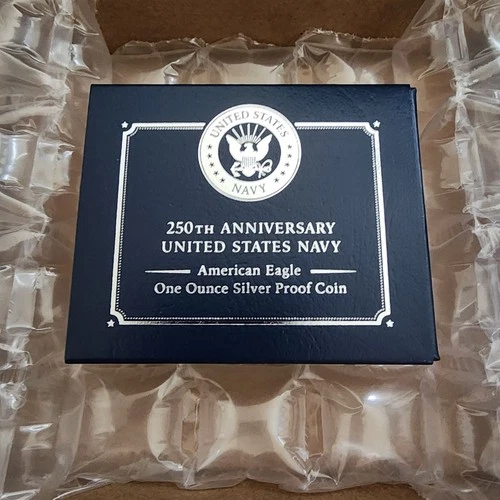 UNITED STATES
NAVY
250TH ANNIVERSARY
UNITED STATES NAVY
American Eagle
One Ounce Silver Proof Coin